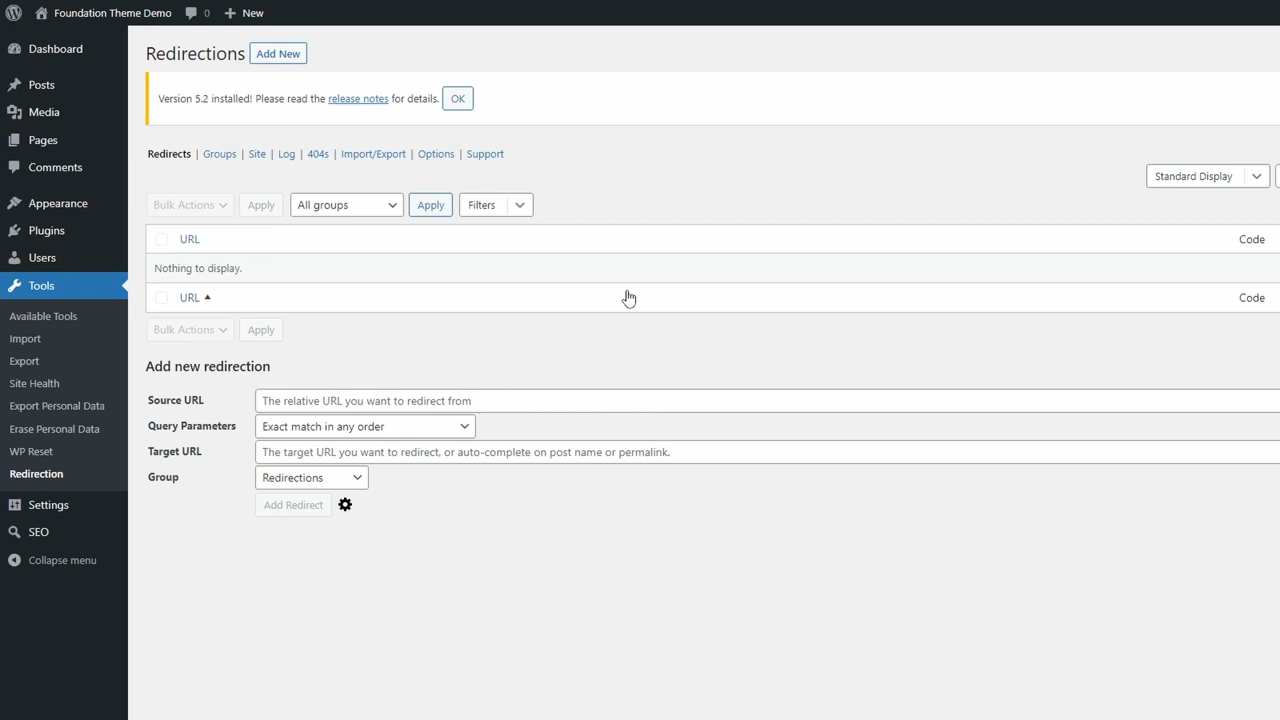 Foundation Theme Demo 0 New
Dashboard
Posts
Media
Pages
Comments
Appearance
Plugins
Users
Tools
Available Tools
Import
Export
Site Health
Export Personal Data
Erase Personal Data
WP Reset
Redirection
Settings
SEO
Collapse menu
Redirections Add New
Version 5.2 installed! Please read the release notes for details. OK
Redirects | Groups | Site | Log | 404s | Import/Export | Options | Support
Standard Display
Bulk Actions Apply All groups Apply Filters
URL Code
Nothing to display.
URL Code
Bulk Actions Apply
Add new redirection
Source URL The relative URL you want to redirect from
Query Parameters Exact match in any order
Target URL The target URL you want to redirect, or auto-complete on post name or permalink.
Group Redirections
Add Redirect